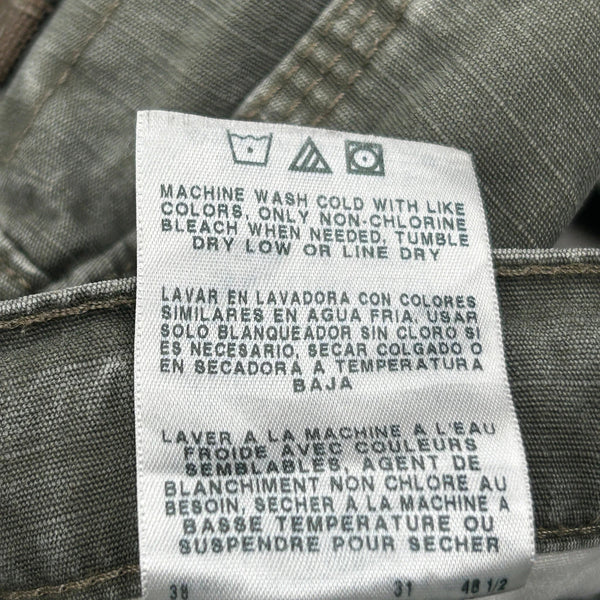 MACHINE WASH COLD WITH LIKE
COLORS, ONLY NON-CHLORINE
BLEACH WHEN NEEDED, TUMBLE
DRY LOW OR LINE DRY
LAVAR EN LAVADORA CON COLORES
SIMILARES EN AGUA FRIA. USAR
SOLO BLANQUEADOR SIN CLORO SI
ES NECESARIO, SECAR COLGADO O
EN SECADORA A TEMPERATURA
BAJA
LAVER A LA MACHINE A L'EAU
FROIDE AVEC COULEURS
SEMBLABLES, AGENT DE
BLANCHIMENT NON CHLORE AU
BESOIN, SECHER A LA MACHINE A
BASSE TEMPERATURE OU
SUSPENDRE POUR SECHER
38 31 48 1/2